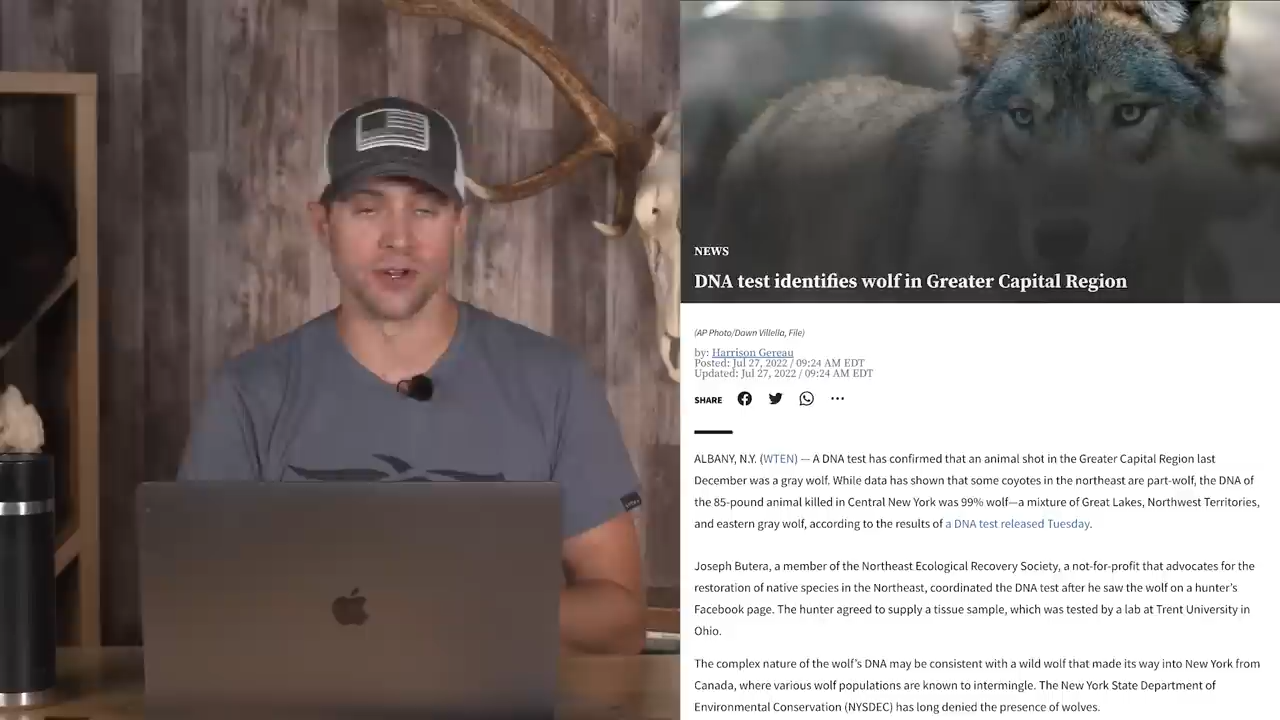 NEWS
DNA test identifies wolf in Greater Capital Region
(AP Photo/Dawn Villella, File)
by: Harrison Gereau
Posted: Jul 27, 2022 / 09:24 AM EDT
Updated: Jul 27, 2022 / 09:24 AM EDT
SHARE
ALBANY, N.Y. (WTEN) — A DNA test has confirmed that an animal shot in the Greater Capital Region last
December was a gray wolf. While data has shown that some coyotes in the northeast are part-wolf, the DNA of
the 85-pound animal killed in Central New York was 99% wolf—a mixture of Great Lakes, Northwest Territories,
and eastern gray wolf, according to the results of a DNA test released Tuesday.
Joseph Butera, a member of the Northeast Ecological Recovery Society, a not-for-profit that advocates for the
restoration of native species in the Northeast, coordinated the DNA test after he saw the wolf on a hunter's
Facebook page. The hunter agreed to supply a tissue sample, which was tested by a lab at Trent University in
Ohio.
The complex nature of the wolf's DNA may be consistent with a wild wolf that made its way into New York from
Canada, where various wolf populations are known to intermingle. The New York State Department of
Environmental Conservation (NYSDEC) has long denied the presence of wolves.